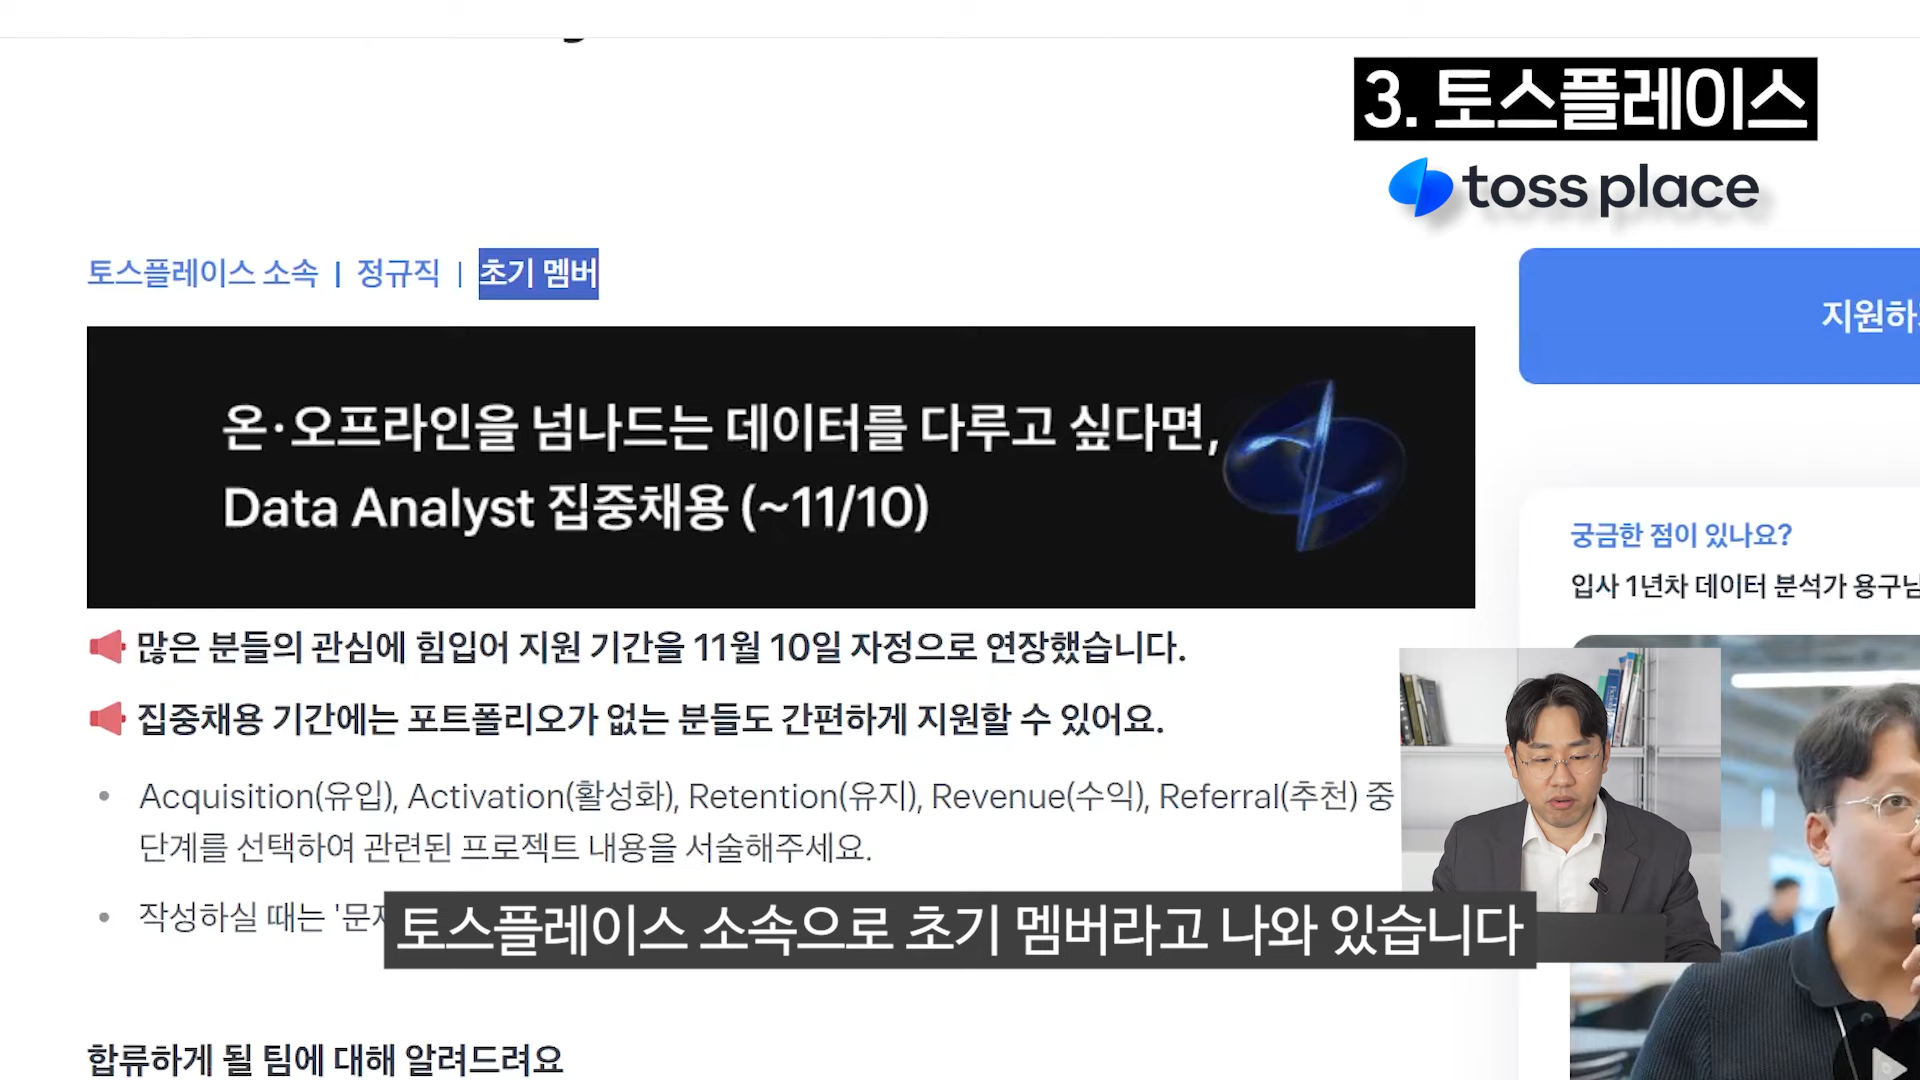 3. 토스플레이스
toss place
토스플레이스 소속 | 정규직 | 초기 멤버
온·오프라인을 넘나드는 데이터를 다루고 싶다면,
Data Analyst 집중채용 (~11/10)
지원하
궁금한 점이 있나요?
입사 1년차 데이터 분석가 용구님
많은 분들의 관심에 힘입어 지원 기간을 11월 10일 자정으로 연장했습니다.
집중채용 기간에는 포트폴리오가 없는 분들도 간편하게 지원할 수 있어요.
• Acquisition(유입), Activation(활성화), Retention(유지), Revenue(수익), Referral(추천) 중
단계를 선택하여 관련된 프로젝트 내용을 서술해주세요.
• 작성하실 때는 '문제
토스플레이스 소속으로 초기 멤버라고 나와 있습니다
합류하게 될 팀에 대해 알려드려요